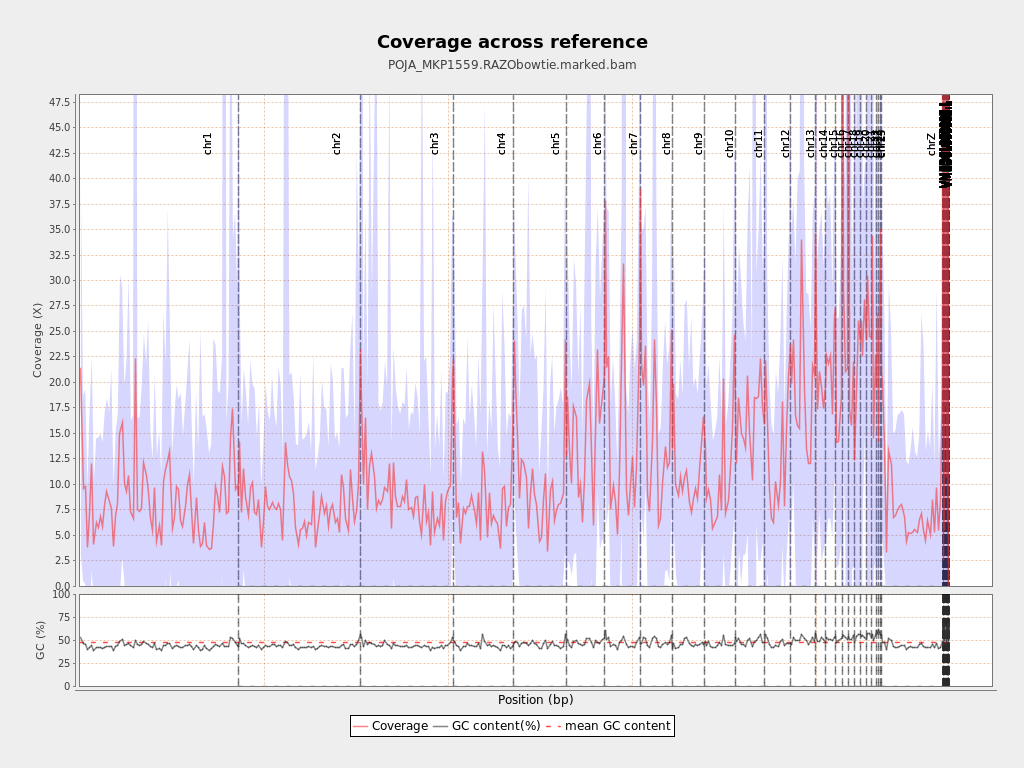 Coverage across reference
POJA_MKP1559.RAZObowtie.marked.bam
Coverage (X)
47.5
45.0
42.5
40.0
37.5
35.0
32.5
30.0
27.5
25.0
22.5
20.0
17.5
15.0
12.5
10.0
7.5
5.0
2.5
0.0
chr1
chr2
chr3
chr4
chr5
chr6
chr7
chr8
chr9
chr10
chr11
chr12
chr13
chr14
chr15
chrZ
GC (%)
100
75
50
25
0
Position (bp)
Coverage GC content(%) mean GC content